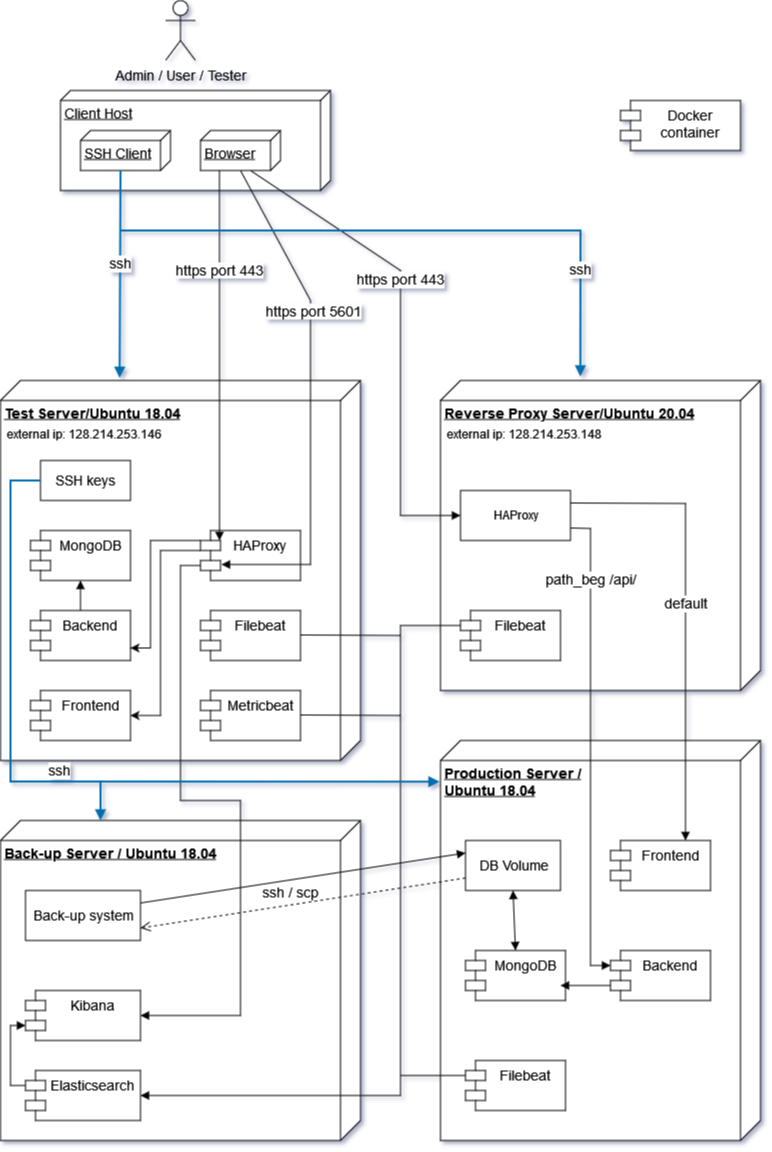 Admin / User / Tester
Client Host
SSH Client
Browser
Docker
container
ssh
https port 443
https port 5601
https port 443
ssh
Test Server/Ubuntu 18.04
external ip: 128.214.253.146
SSH keys
MongoDB
HAProxy
Backend
Filebeat
Frontend
Metricbeat
Reverse Proxy Server/Ubuntu 20.04
external ip: 128.214.253.148
HAProxy
path_beg /api/
default
Filebeat
ssh
Back-up Server / Ubuntu 18.04
Back-up system
ssh / scp
Kibana
Elasticsearch
Production Server /
Ubuntu 18.04
DB Volume
Frontend
MongoDB
Backend
Filebeat